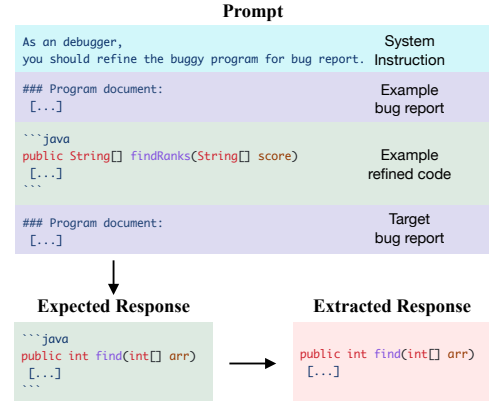 Prompt
As an debugger,
you should refine the buggy program for bug report.
System
Instruction
### Program document:
[...]
Example
bug report
```java
public String[] findRanks(String[] score)
[...]
```
Example
refined code
### Program document:
[...]
Target
bug report
Expected Response
```java
public int find(int[] arr)
[...]
```
Extracted Response
public int find(int[] arr)
[...]